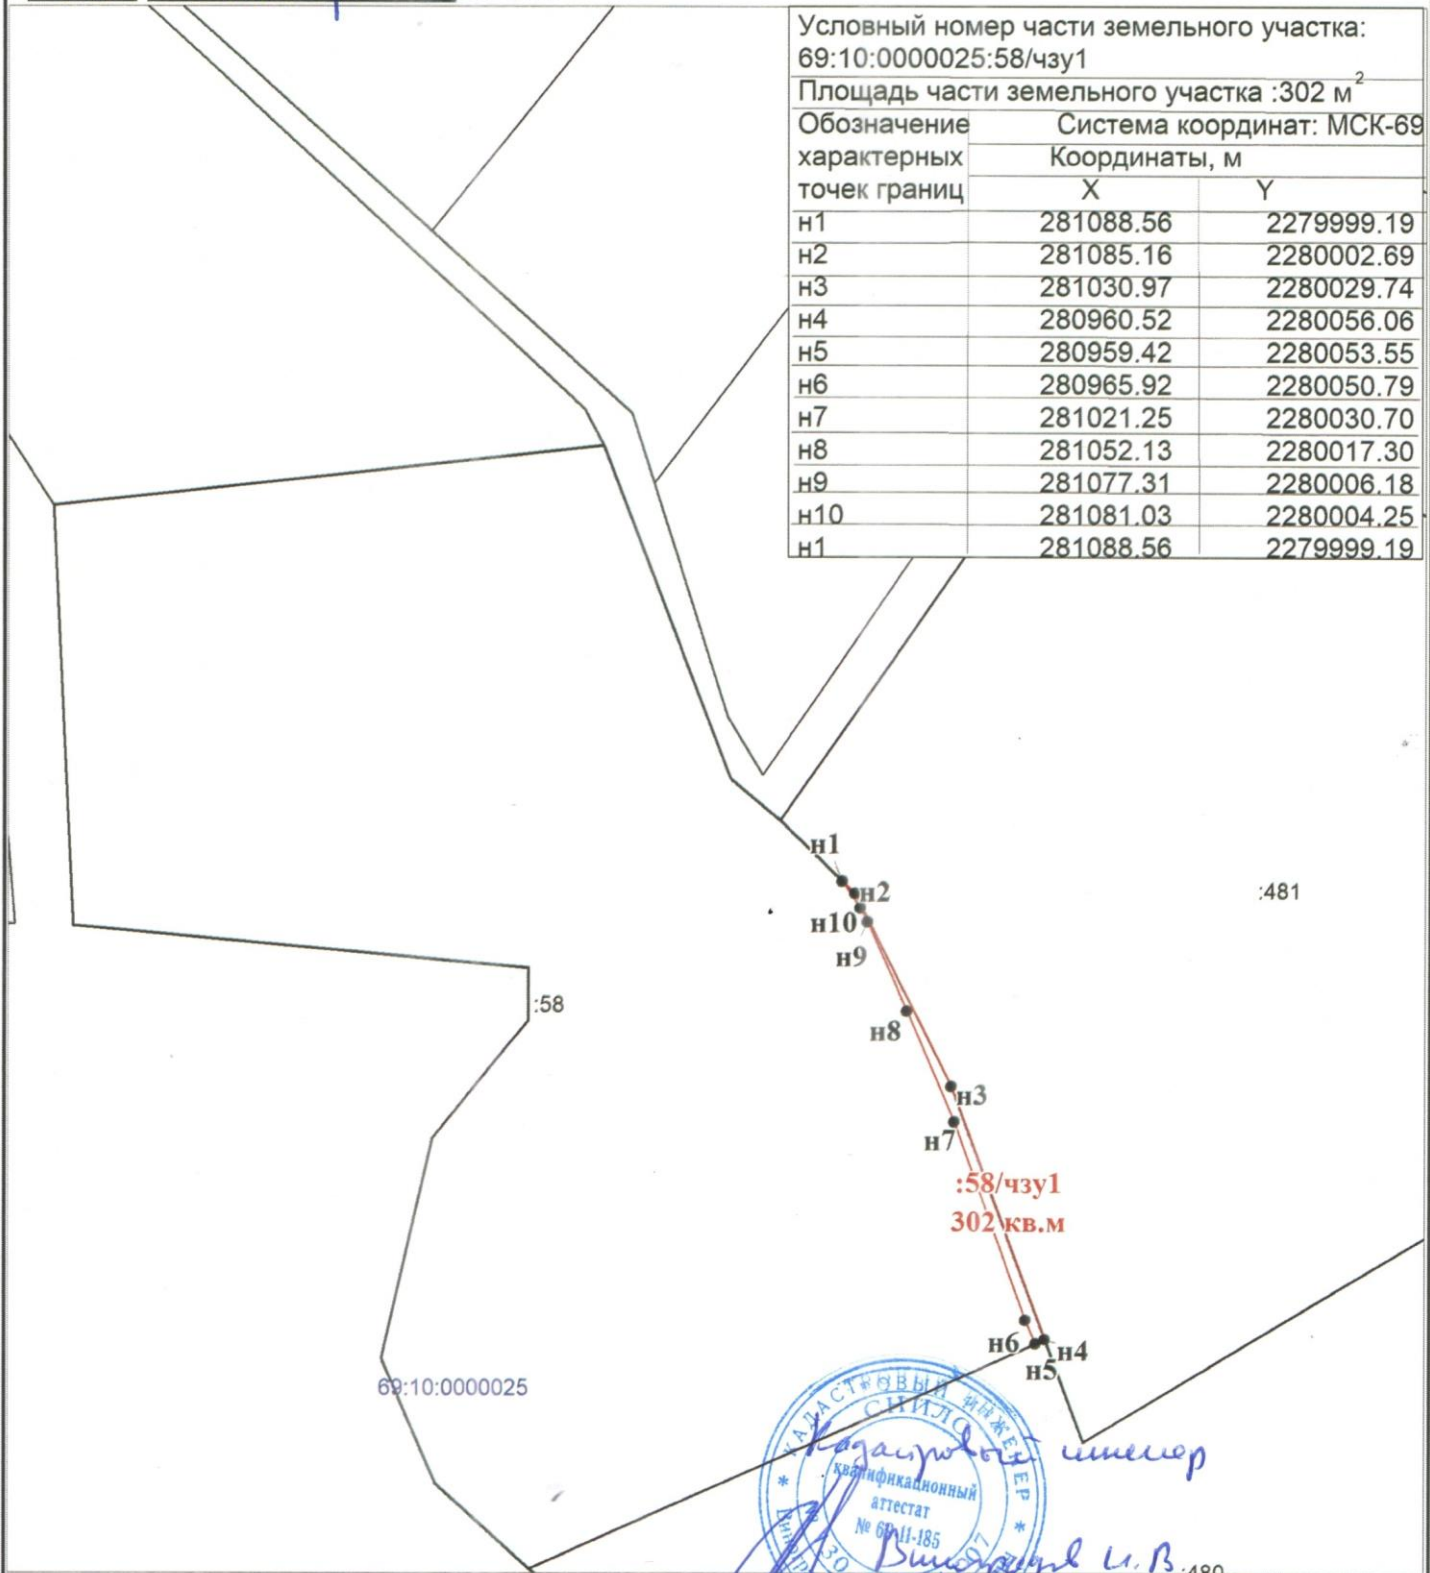 Условный номер части земельного участка:
69:10:0000025:58/чзу1
Площадь части земельного участка :302 м²
Обозначение характерных точек границ
Система координат: МСК-69
Координаты, м
X Y
н1 281088.56 2279999.19
н2 281085.16 2280002.69
н3 281030.97 2280029.74
н4 280960.52 2280056.06
н5 280959.42 2280053.55
н6 280965.92 2280050.79
н7 281021.25 2280030.70
н8 281052.13 2280017.30
н9 281077.31 2280006.18
н10 281081.03 2280004.25
н1 281088.56 2279999.19
н1
н2
:481
н10
н9
:58
н8
н3
н7
:58/чзу1
302 кв.м
н6
н4
н5
69:10:0000025
КАДАСТРОВЫЙ ИНЖЕНЕР
СНИЛС
Кадастровый инженер
квалификационный
аттестат
И.В.
:480